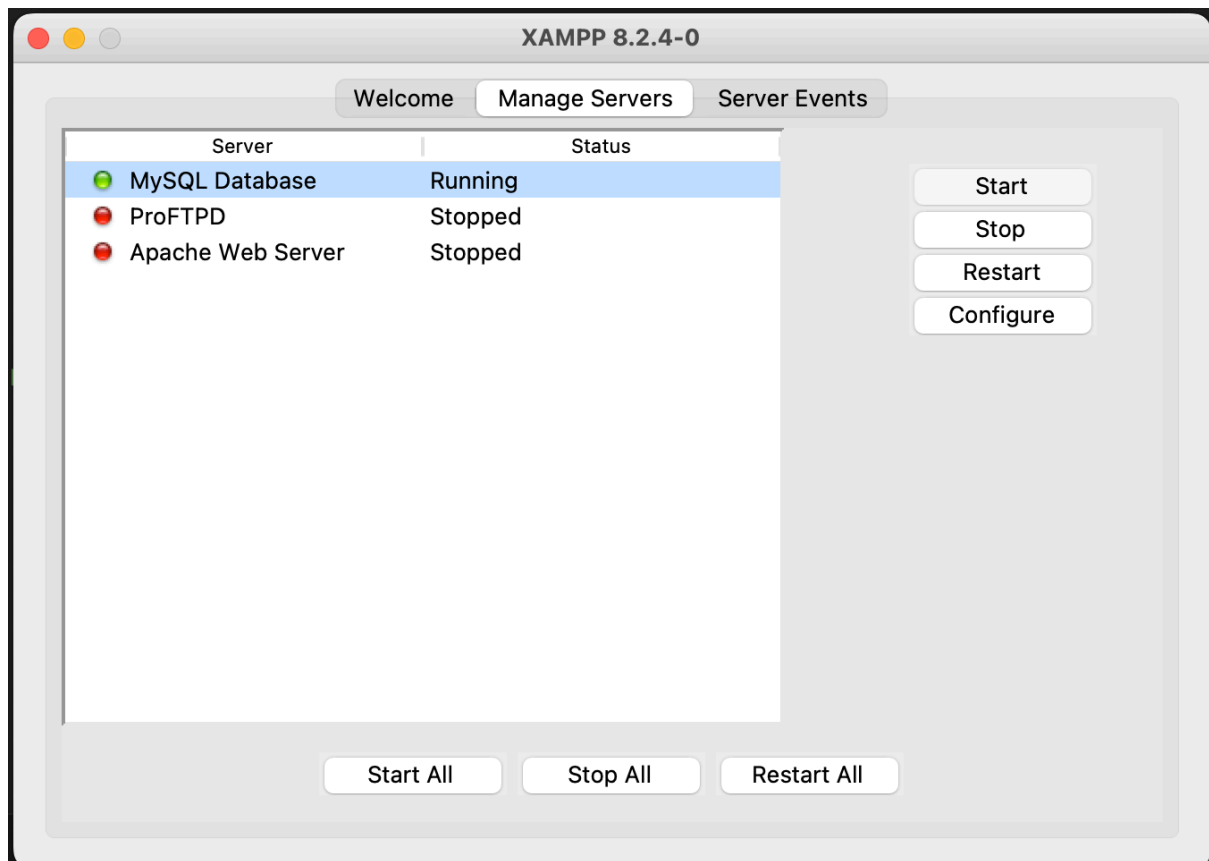 XAMPP 8.2.4-0
Welcome Manage Servers Server Events
Server Status
MySQL Database Running
ProFTPD Stopped
Apache Web Server Stopped
Start
Stop
Restart
Configure
Start All Stop All Restart All